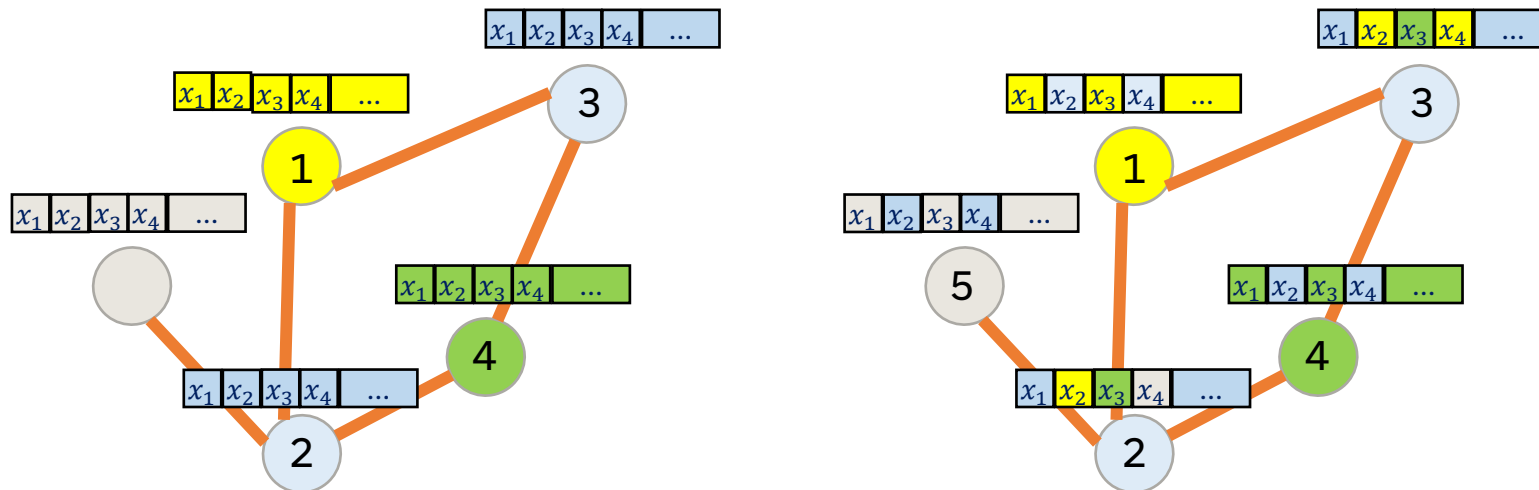 x₁ x₂ x₃ x₄ ...
3
x₁ x₂ x₃ x₄ ...
1
x₁ x₂ x₃ x₄ ...
x₁ x₂ x₃ x₄ ...
4
x₁ x₂ x₃ x₄ ...
2
x₁ x₂ x₃ x₄ ...
3
x₁ x₂ x₃ x₄ ...
1
x₁ x₂ x₃ x₄ ...
5
x₁ x₂ x₃ x₄ ...
4
x₁ x₂ x₃ x₄ ...
2